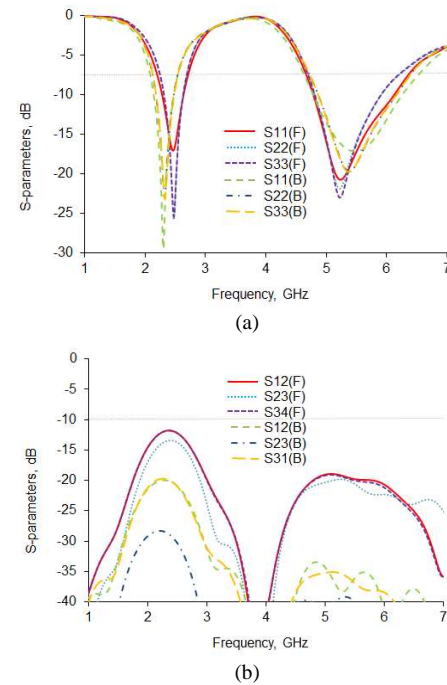 0
-5
-10
-15
-20
-25
-30
S-parameters, dB
S11(F)
S22(F)
S33(F)
S11(B)
S22(B)
S33(B)
1 2 3 4 5 6 7
Frequency, GHz
(a)
0
-5
-10
-15
-20
-25
-30
-35
-40
S-parameters, dB
S12(F)
S23(F)
S34(F)
S12(B)
S23(B)
S31(B)
1 2 3 4 5 6 7
Frequency, GHz
(b)